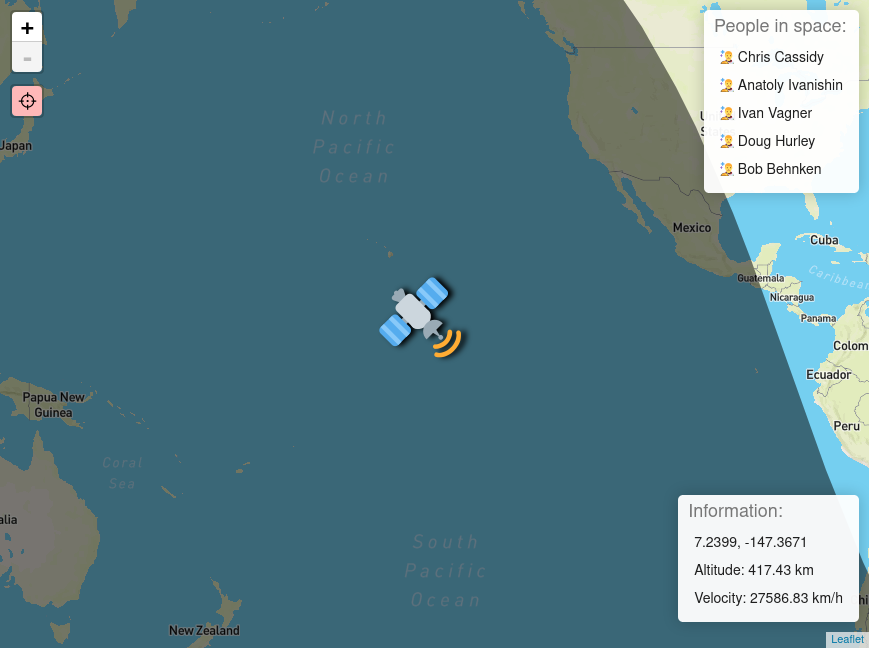 +
-
People in space:
Chris Cassidy
Anatoly Ivanishin
Ivan Vagner
Doug Hurley
Bob Behnken
North
Pacific
Ocean
Japan
Mexico
Cuba
Guatemala
Caribbean
Nicaragua
Panama
Colom
Ecuador
Peru
Papua New
Guinea
Coral
Sea
alia
South
Pacific
Ocean
New Zealand
Information:
7.2399, -147.3671
Altitude: 417.43 km
Velocity: 27586.83 km/h
Leaflet